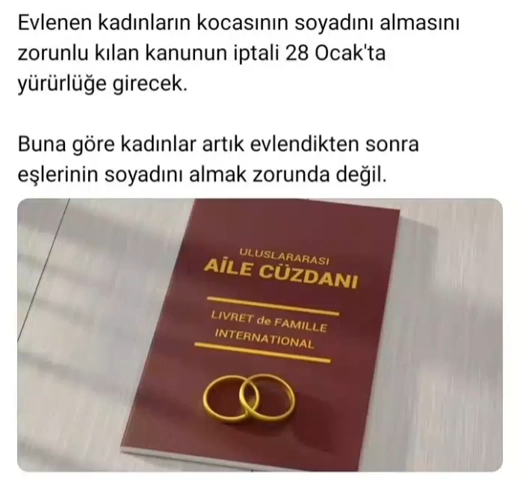 Evlenen kadınların kocasının soyadını almasını
zorunlu kılan kanunun iptali 28 Ocak'ta
yürürlüğe girecek.
Buna göre kadınlar artık evlendikten sonra
eşlerinin soyadını almak zorunda değil.
ULUSLARARASI
AİLE CÜZDANI
LIVRET de FAMILLE
INTERNATIONAL